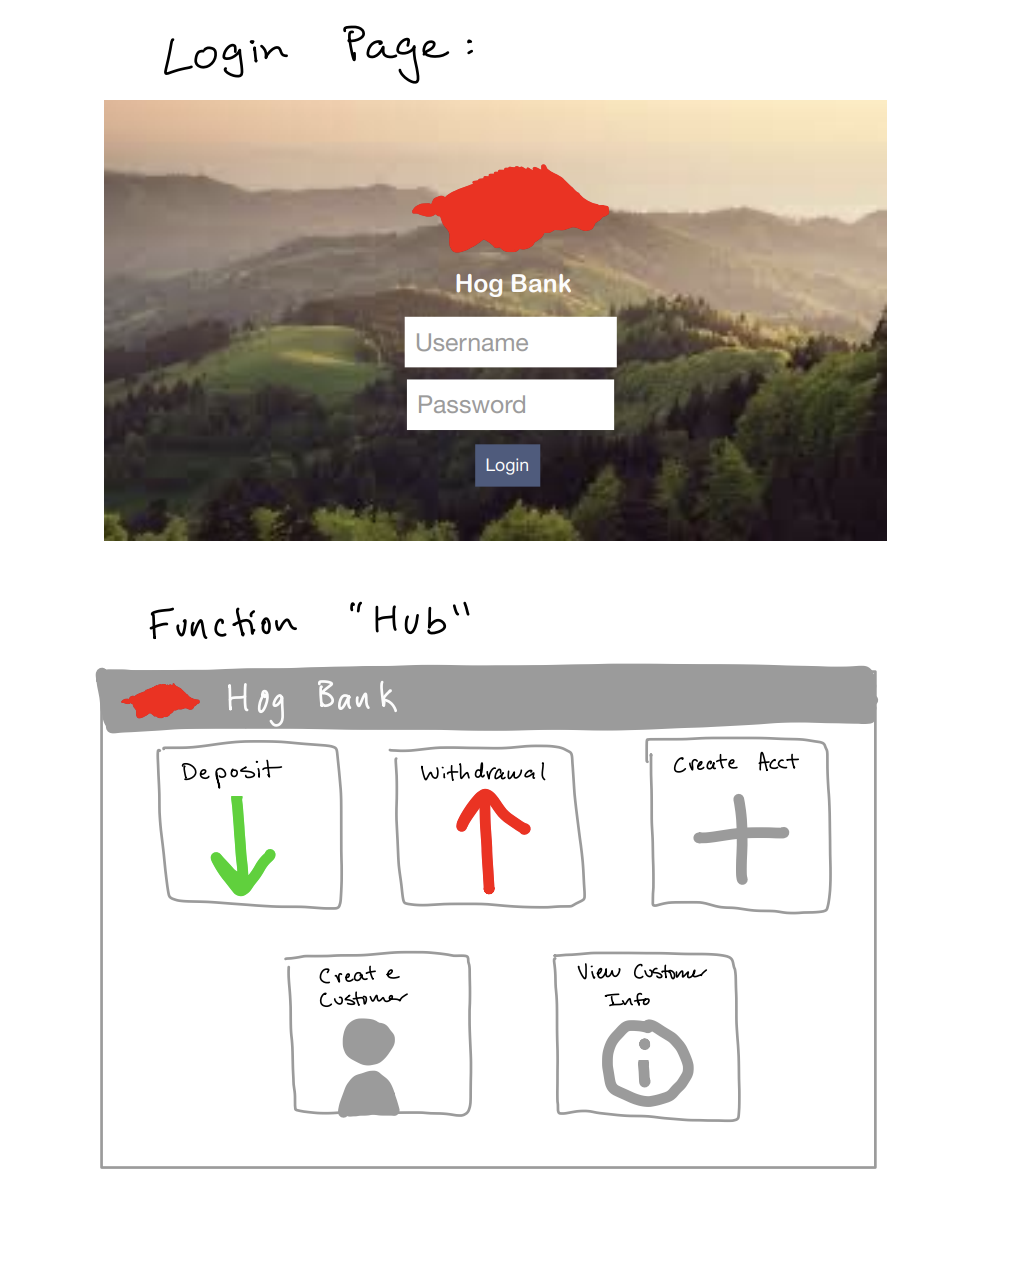 Login Page:
Hog Bank
Username
Password
Login
Function "Hub"
Hog Bank
Deposit
Withdrawal
Create Acct
Create
Customer
View Customer
Info